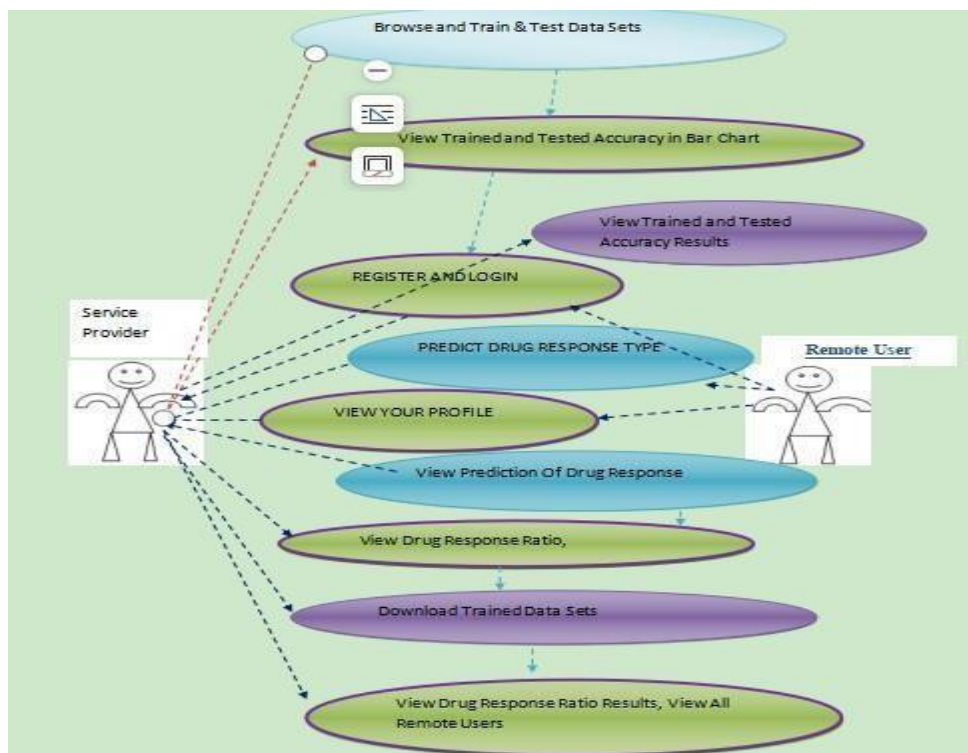 Browse and Train & Test Data Sets
View Trained and Tested Accuracy in Bar Chart
View Trained and Tested
Accuracy Results
REGISTER AND LOGIN
Service
Provider
PREDICT DRUG RESPONSE TYPE
Remote User
VIEW YOUR PROFILE
View Prediction Of Drug Response
View Drug Response Ratio,
Download Trained Data Sets
View Drug Response Ratio Results, View All
Remote Users